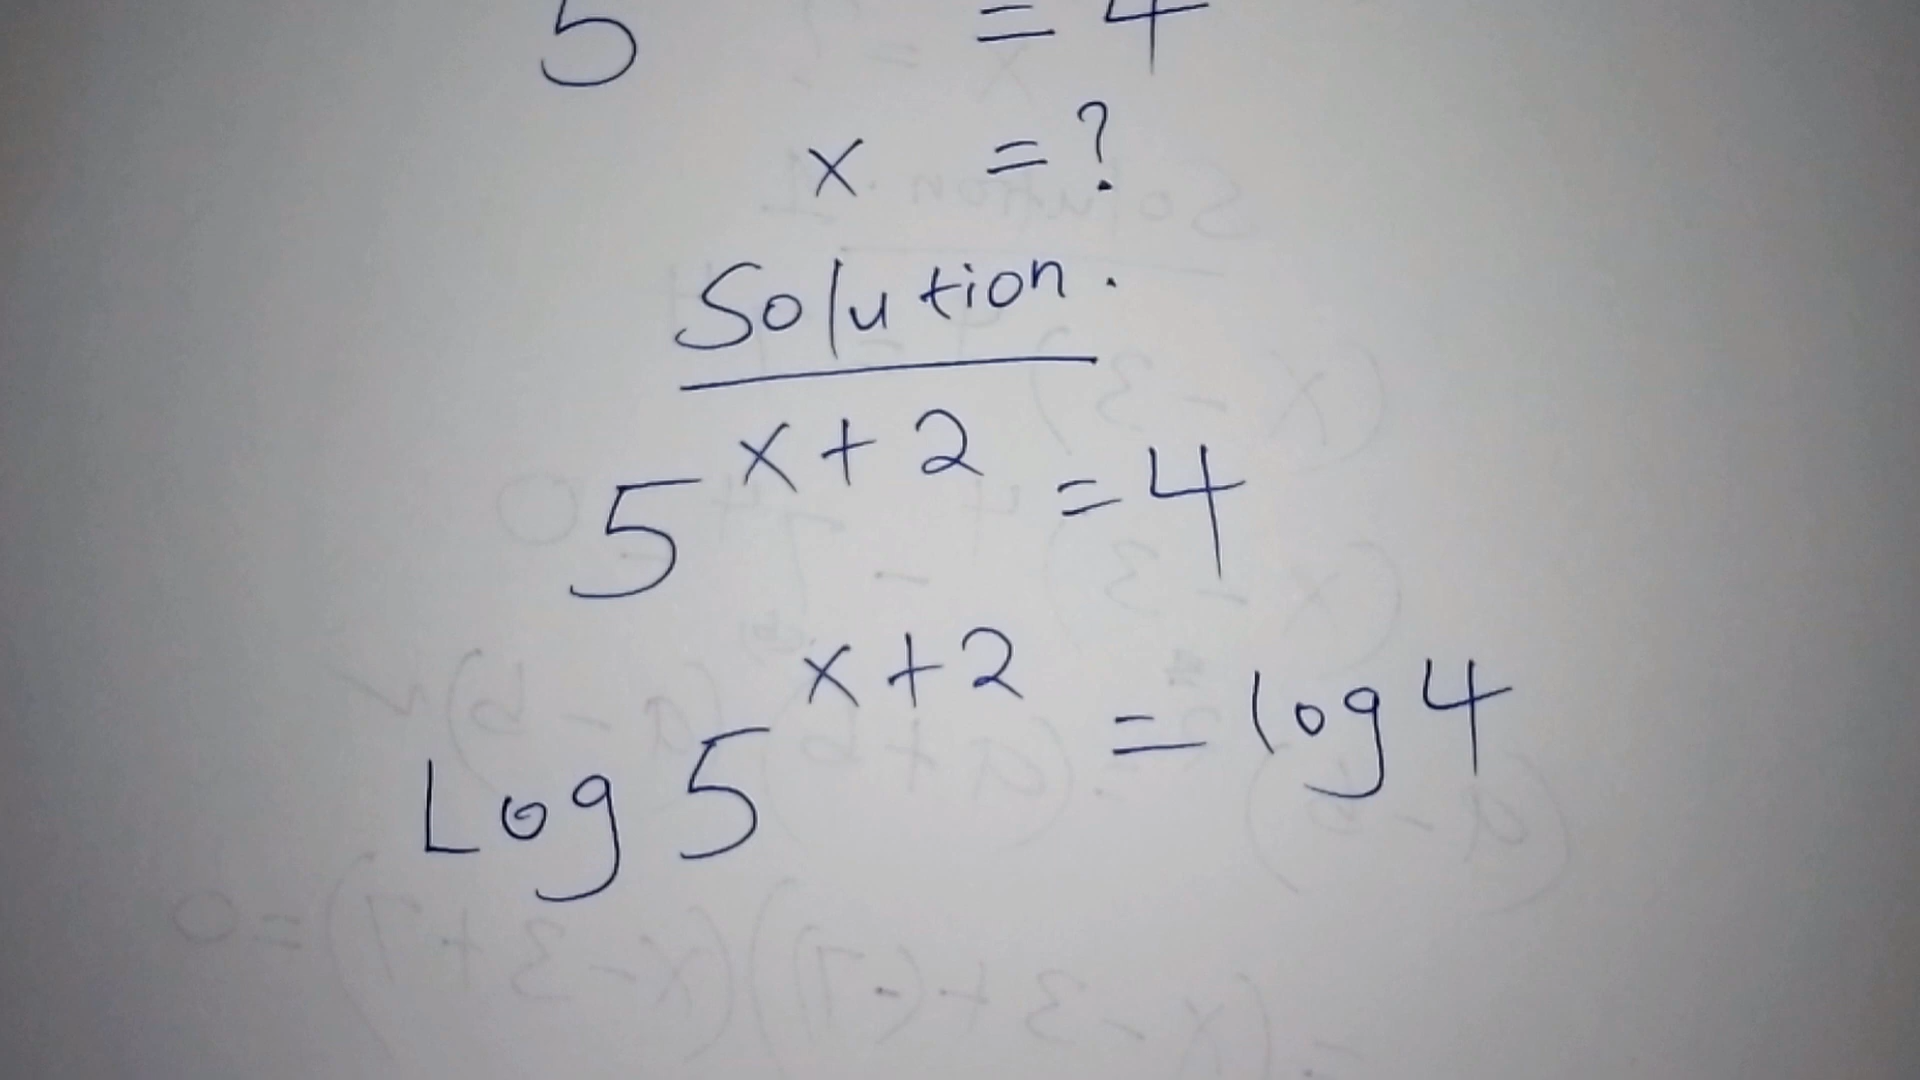 5 = 4
x = ?
Solution.
5^{x+2} = 4
Log 5^{x+2} = log 4